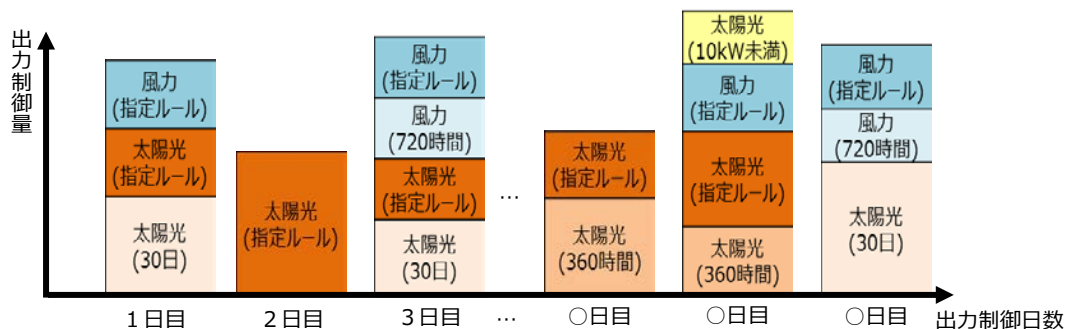 出力制御量
風力
(指定ルール)
太陽光
(指定ルール)
太陽光
(30日)
太陽光
(指定ルール)
風力
(指定ルール)
風力
(720時間)
太陽光
(指定ルール)
太陽光
(30日)
…
太陽光
(指定ルール)
太陽光
(360時間)
太陽光
(10kW未満)
風力
(指定ルール)
太陽光
(指定ルール)
太陽光
(360時間)
風力
(指定ルール)
風力
(720時間)
太陽光
(30日)
1日目 2日目 3日目 … ○日目 ○日目 ○日目 出力制御日数